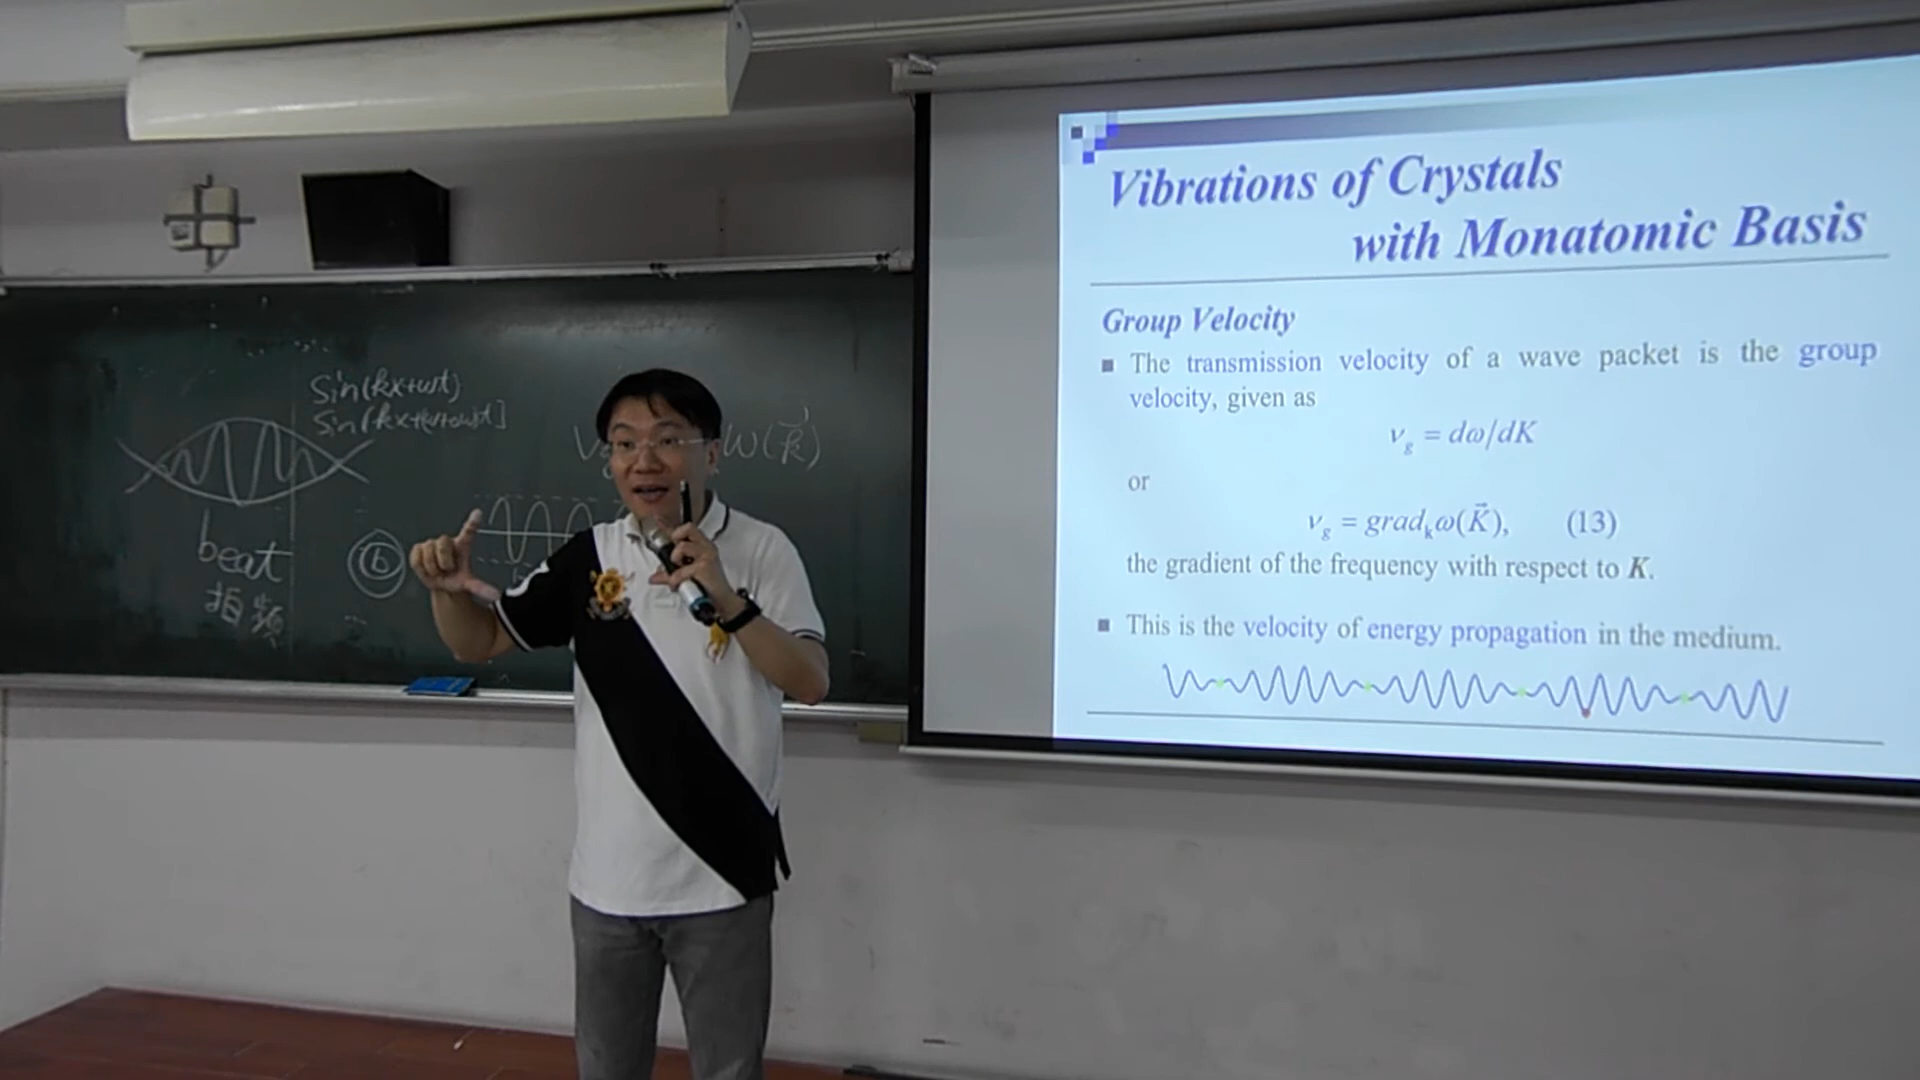 Sin(kx+ωt)
beat
拍頻
6
ω(k⃗)
Vibrations of Crystals
with Monatomic Basis
Group Velocity
■ The transmission velocity of a wave packet is the group
velocity, given as
v_g = dω/dK
or
v_g = grad_k ω(K⃗), (13)
the gradient of the frequency with respect to K.
■ This is the velocity of energy propagation in the medium.